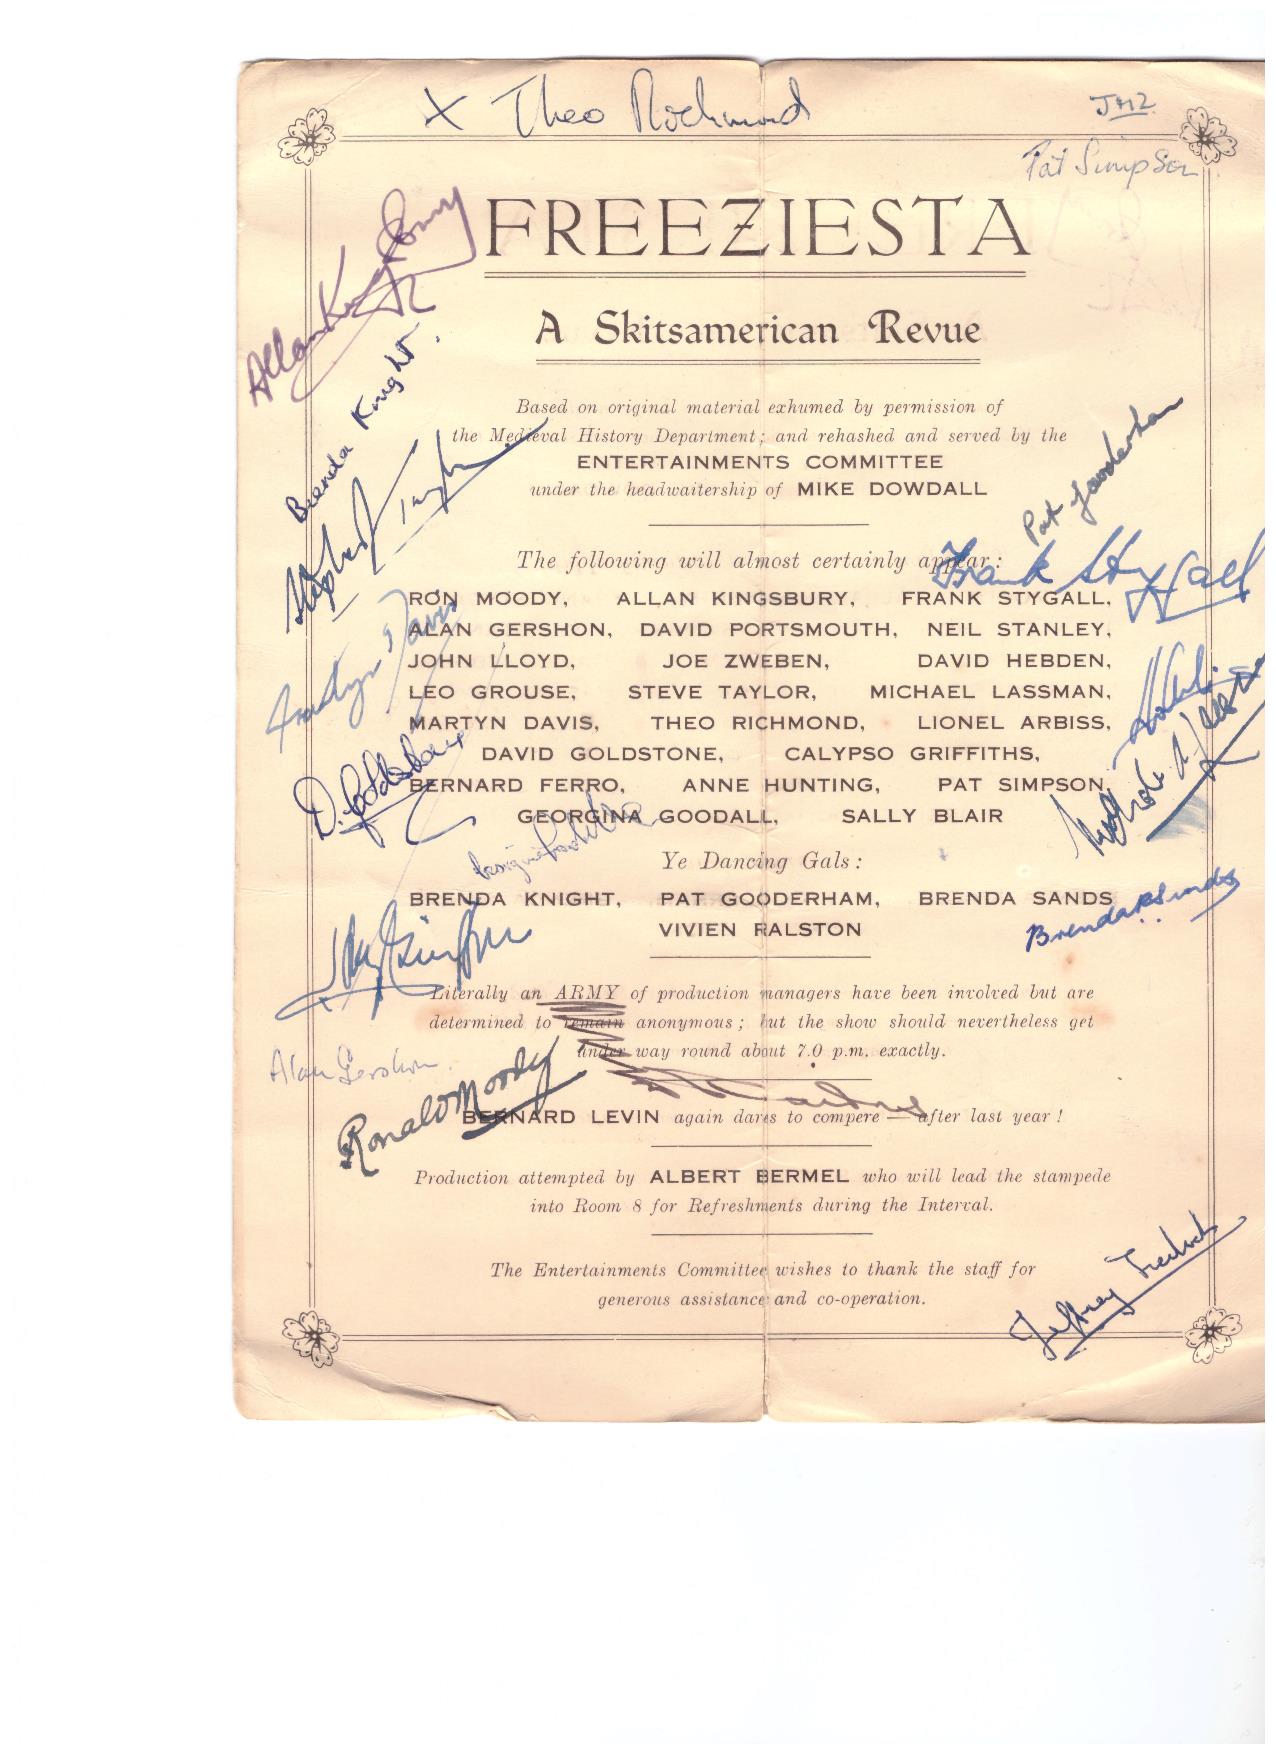 X Theo Richmond
Pat Simpson
FREEZIESTA
A Skitsamerican Revue
Allan Kingsbury
Brenda Knight.
Based on original material exhumed by permission of
the Medieval History Department; and rehashed and served by the
ENTERTAINMENTS COMMITTEE
under the headwaitership of MIKE DOWDALL
Pat Gooderham
The following will almost certainly appear:
Frank Stygall
RON MOODY, ALLAN KINGSBURY, FRANK STYGALL,
ALAN GERSHON, DAVID PORTSMOUTH, NEIL STANLEY,
JOHN LLOYD, JOE ZWEBEN, DAVID HEBDEN,
LEO GROUSE, STEVE TAYLOR, MICHAEL LASSMAN,
MARTYN DAVIS, THEO RICHMOND, LIONEL ARBISS,
DAVID GOLDSTONE, CALYPSO GRIFFITHS,
BERNARD FERRO, ANNE HUNTING, PAT SIMPSON,
GEORGINA GOODALL, SALLY BLAIR
Martyn Davis
D. Goldstone
Ye Dancing Gals:
BRENDA KNIGHT, PAT GOODERHAM, BRENDA SANDS
VIVIEN RALSTON
Brenda R Sands
Literally an ARMY of production managers have been involved but are
determined to remain anonymous; but the show should nevertheless get
under way round about 7.0 p.m. exactly.
Alan Gershon.
Ronald Moody
BERNARD LEVIN again dares to compere — after last year!
Production attempted by ALBERT BERMEL who will lead the stampede
into Room 8 for Refreshments during the Interval.
The Entertainments Committee wishes to thank the staff for
generous assistance and co-operation.
Jeffrey